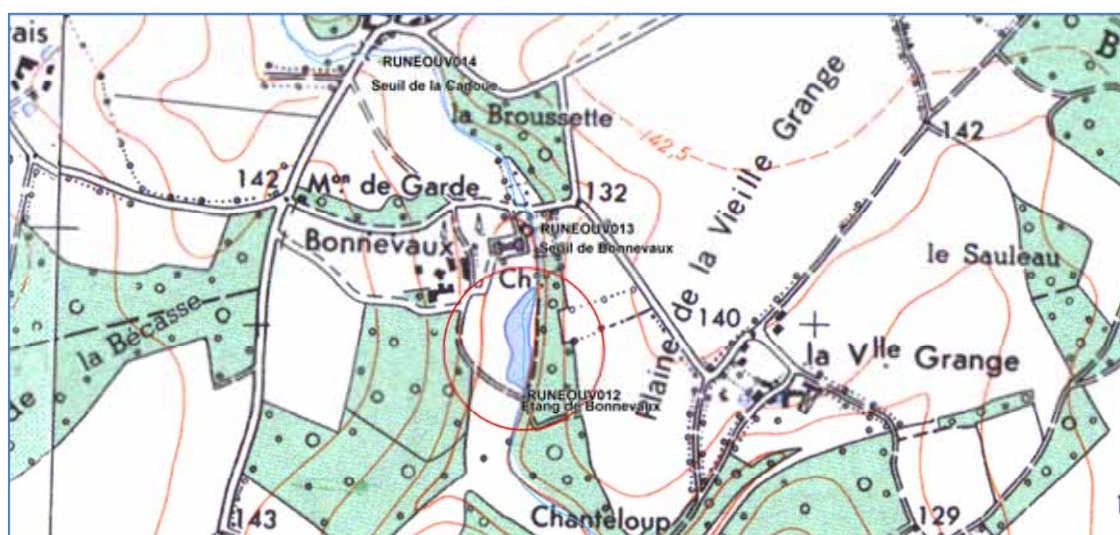 ais
RUNEOUV014
Seuil de la Cadoue
la Broussette
142,5
142
B
142
Mon de Garde
132
Bonnevaux
RUNEOUV013
Seuil de Bonnevaux
Ch.
Plaine de la Vieille Grange
le Sauleau
la Bécasse
140
la Vlle Grange
de
RUNEOUV012
Etang de Bonnevaux
143
Chanteloup
129